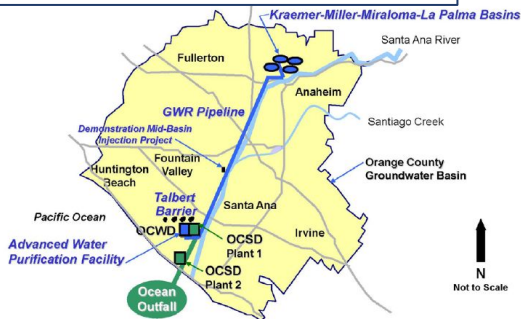 Kraemer-Miller-Miraloma-La Palma Basins
Santa Ana River
Fullerton
Anaheim
GWR Pipeline
Santiago Creek
Demonstration Mid-Basin
Injection Project
Fountain
Valley
Orange County
Groundwater Basin
Huntington
Beach
Talbert
Barrier
Santa Ana
Pacific Ocean
OCWD
Irvine
OCSD
Plant 1
Advanced Water
Purification Facility
OCSD
Plant 2
N
Not to Scale
Ocean
Outfall